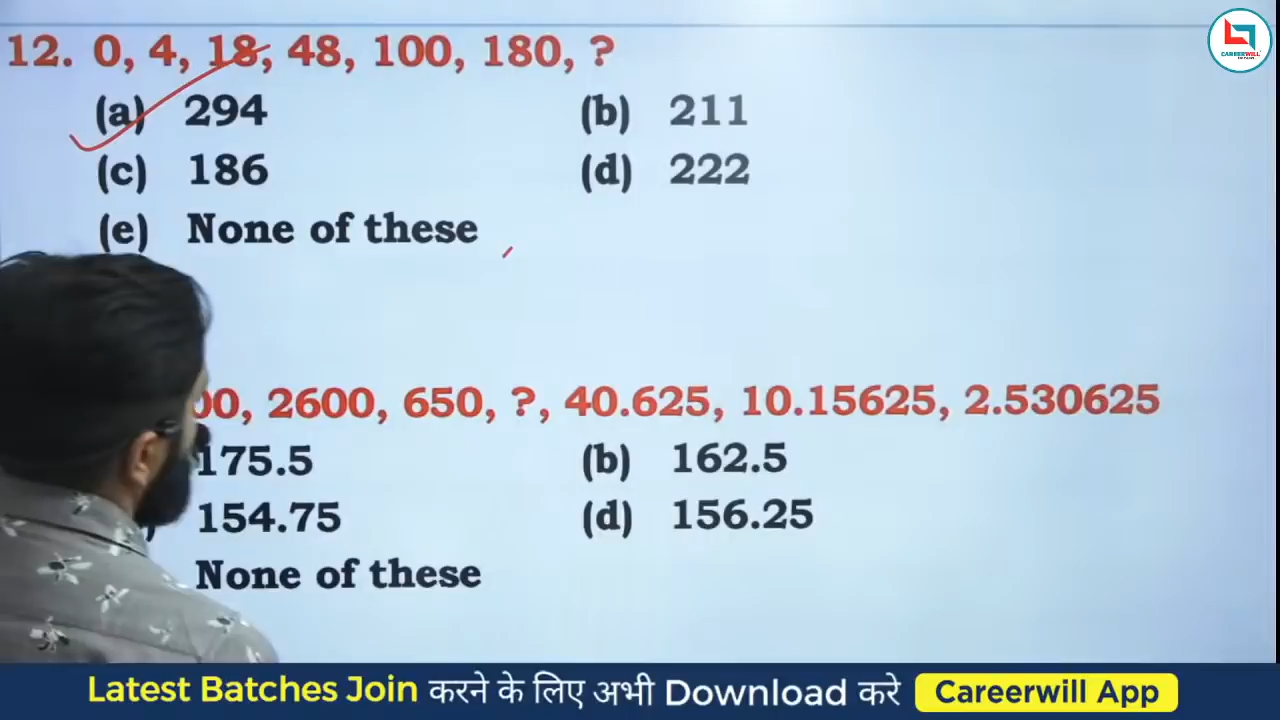 12. 0, 4, 18, 48, 100, 180, ?
(a) 294 (b) 211
(c) 186 (d) 222
(e) None of these
00, 2600, 650, ?, 40.625, 10.15625, 2.530625
175.5 (b) 162.5
154.75 (d) 156.25
None of these
CAREERWILL
Latest Batches Join करने के लिए अभी Download करे Careerwill App